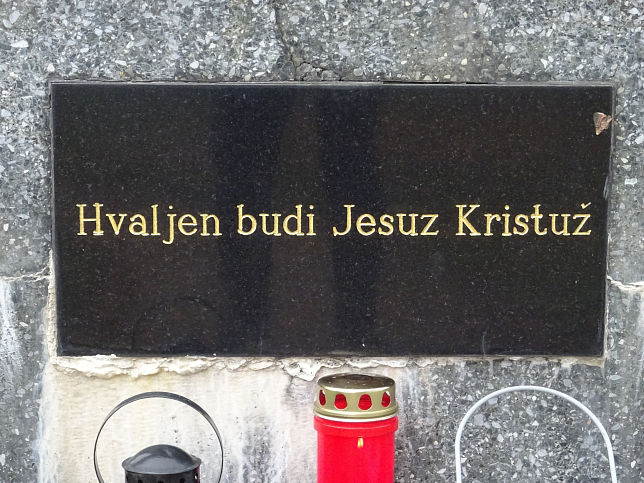 Hvaljen budi Jesuz Kristuž